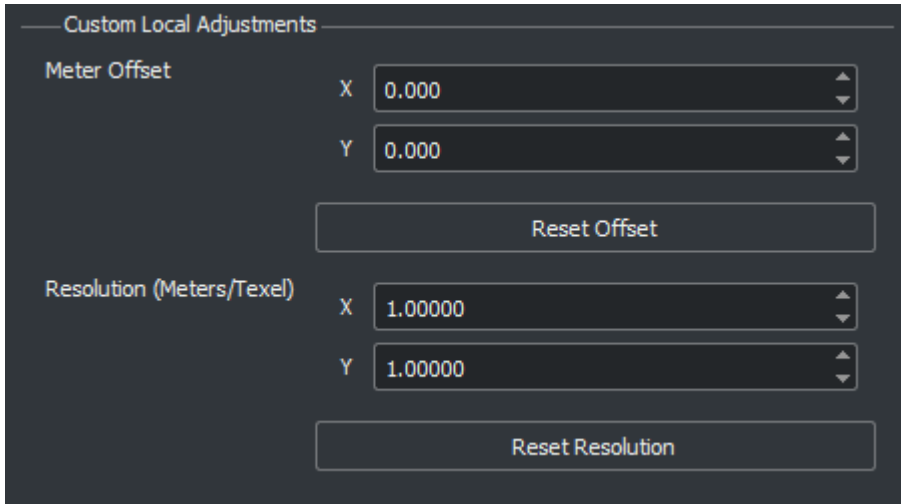 Custom Local Adjustments
Meter Offset
X 0.000
Y 0.000
Reset Offset
Resolution (Meters/Texel)
X 1.00000
Y 1.00000
Reset Resolution